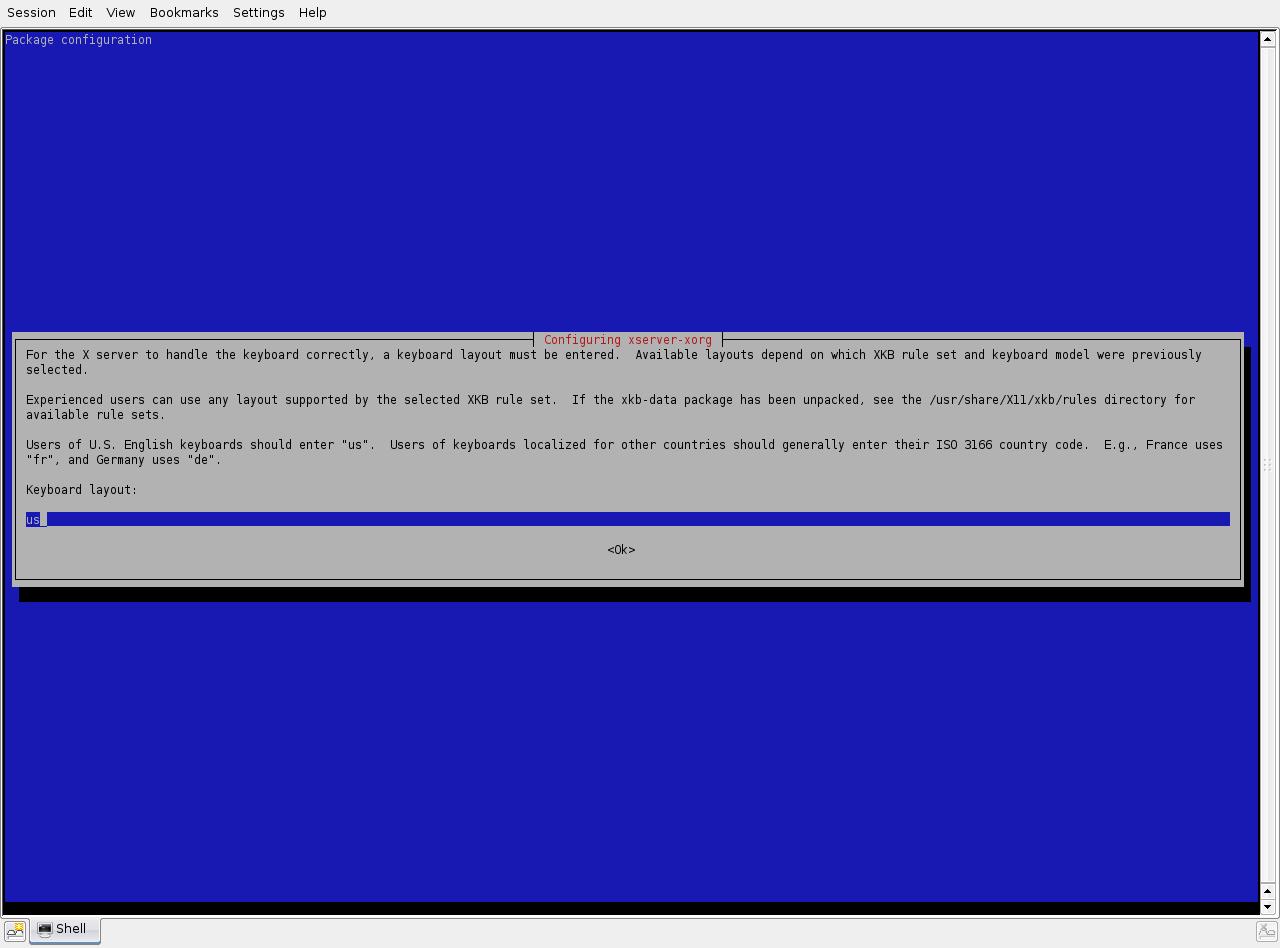 Session Edit View Bookmarks Settings Help
Package configuration
Configuring xserver-xorg
For the X server to handle the keyboard correctly, a keyboard layout must be entered.  Available layouts depend on which XKB rule set and keyboard model were previously
selected.
Experienced users can use any layout supported by the selected XKB rule set.  If the xkb-data package has been unpacked, see the /usr/share/X11/xkb/rules directory for
available rule sets.
Users of U.S. English keyboards should enter "us".  Users of keyboards localized for other countries should generally enter their ISO 3166 country code.  E.g., France uses
"fr", and Germany uses "de".
Keyboard layout:
us
<Ok>
Shell